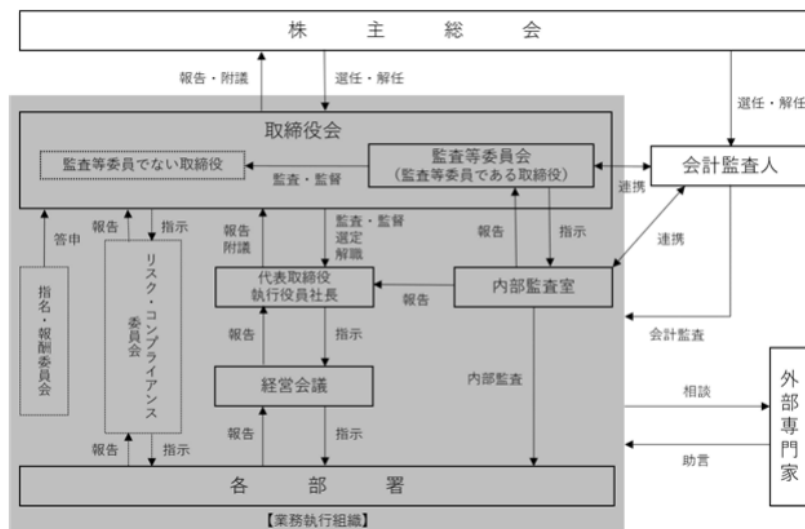 株主総会
報告・附議
選任・解任
選任・解任
取締役会
監査等委員でない取締役
監査・監督
監査等委員会
（監査等委員である取締役）
連携
会計監査人
答申
報告
指示
報告
附議
監査・監督
選定
解職
報告
指示
連携
指名・報酬委員会
リスク・コンプライアンス
委員会
代表取締役
執行役員社長
報告
内部監査室
報告
指示
会計監査
経営会議
内部監査
相談
外部専門家
報告
指示
報告
指示
助言
各部署
【業務執行組織】